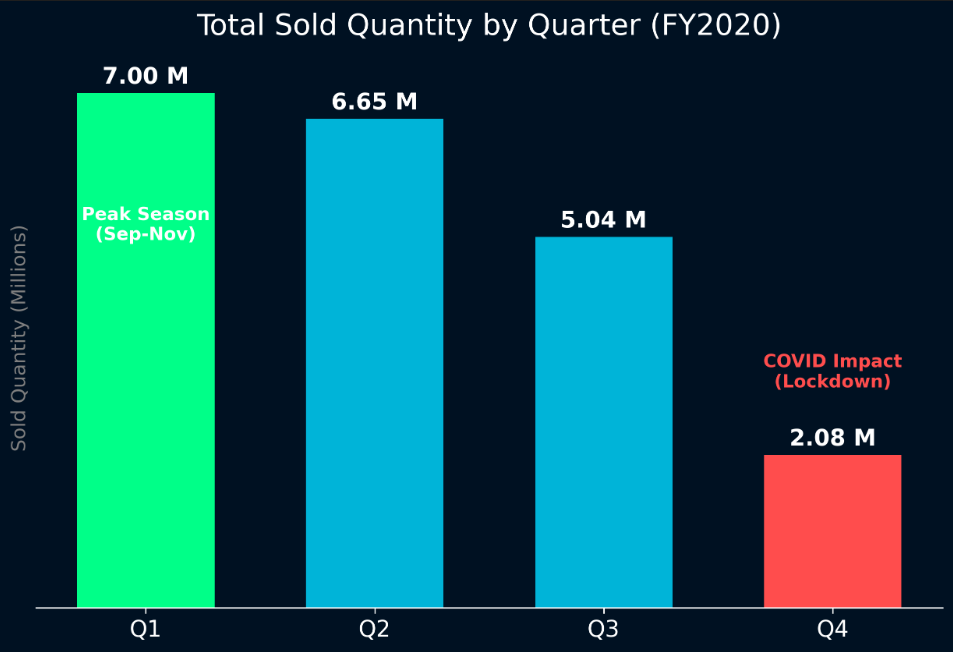 Total Sold Quantity by Quarter (FY2020)
7.00 M
6.65 M
Peak Season
(Sep-Nov)
5.04 M
Sold Quantity (Millions)
COVID Impact
(Lockdown)
2.08 M
Q1
Q2
Q3
Q4